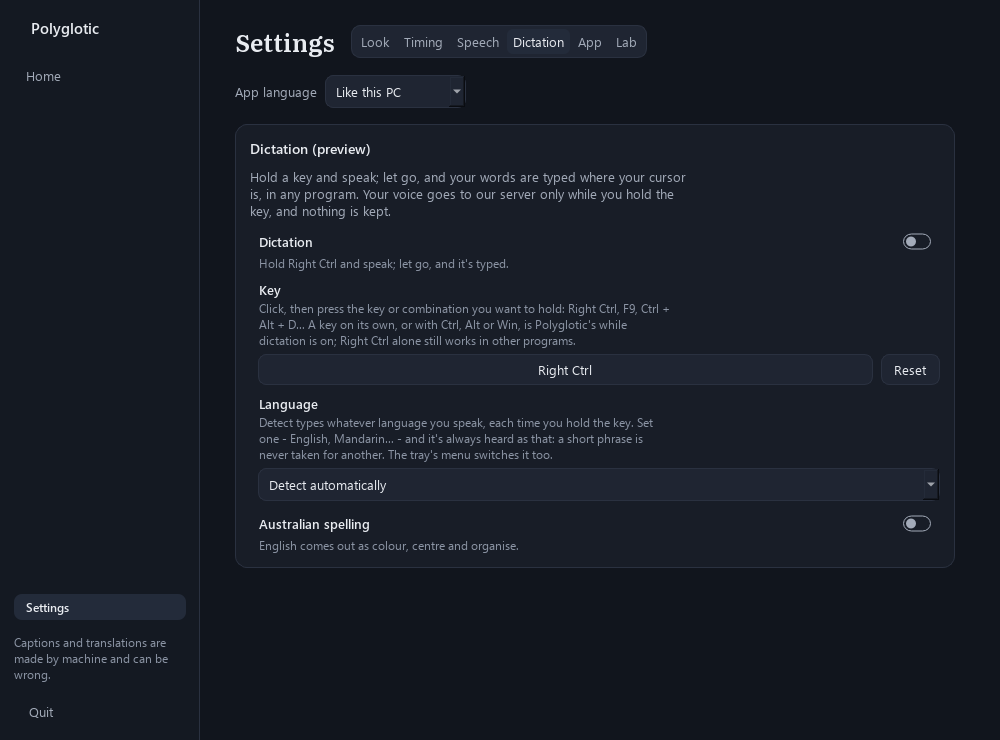 Polyglotic
Home
Settings
Look Timing Speech Dictation App Lab
App language Like this PC
Dictation (preview)
Hold a key and speak; let go, and your words are typed where your cursor
is, in any program. Your voice goes to our server only while you hold the
key, and nothing is kept.
Dictation
Hold Right Ctrl and speak; let go, and it's typed.
Key
Click, then press the key or combination you want to hold: Right Ctrl, F9, Ctrl +
Alt + D... A key on its own, or with Ctrl, Alt or Win, is Polyglotic's while
dictation is on; Right Ctrl alone still works in other programs.
Right Ctrl Reset
Language
Detect types whatever language you speak, each time you hold the key. Set
one - English, Mandarin... - and it's always heard as that: a short phrase is
never taken for another. The tray's menu switches it too.
Detect automatically
Australian spelling
English comes out as colour, centre and organise.
Settings
Captions and translations are
made by machine and can be
wrong.
Quit